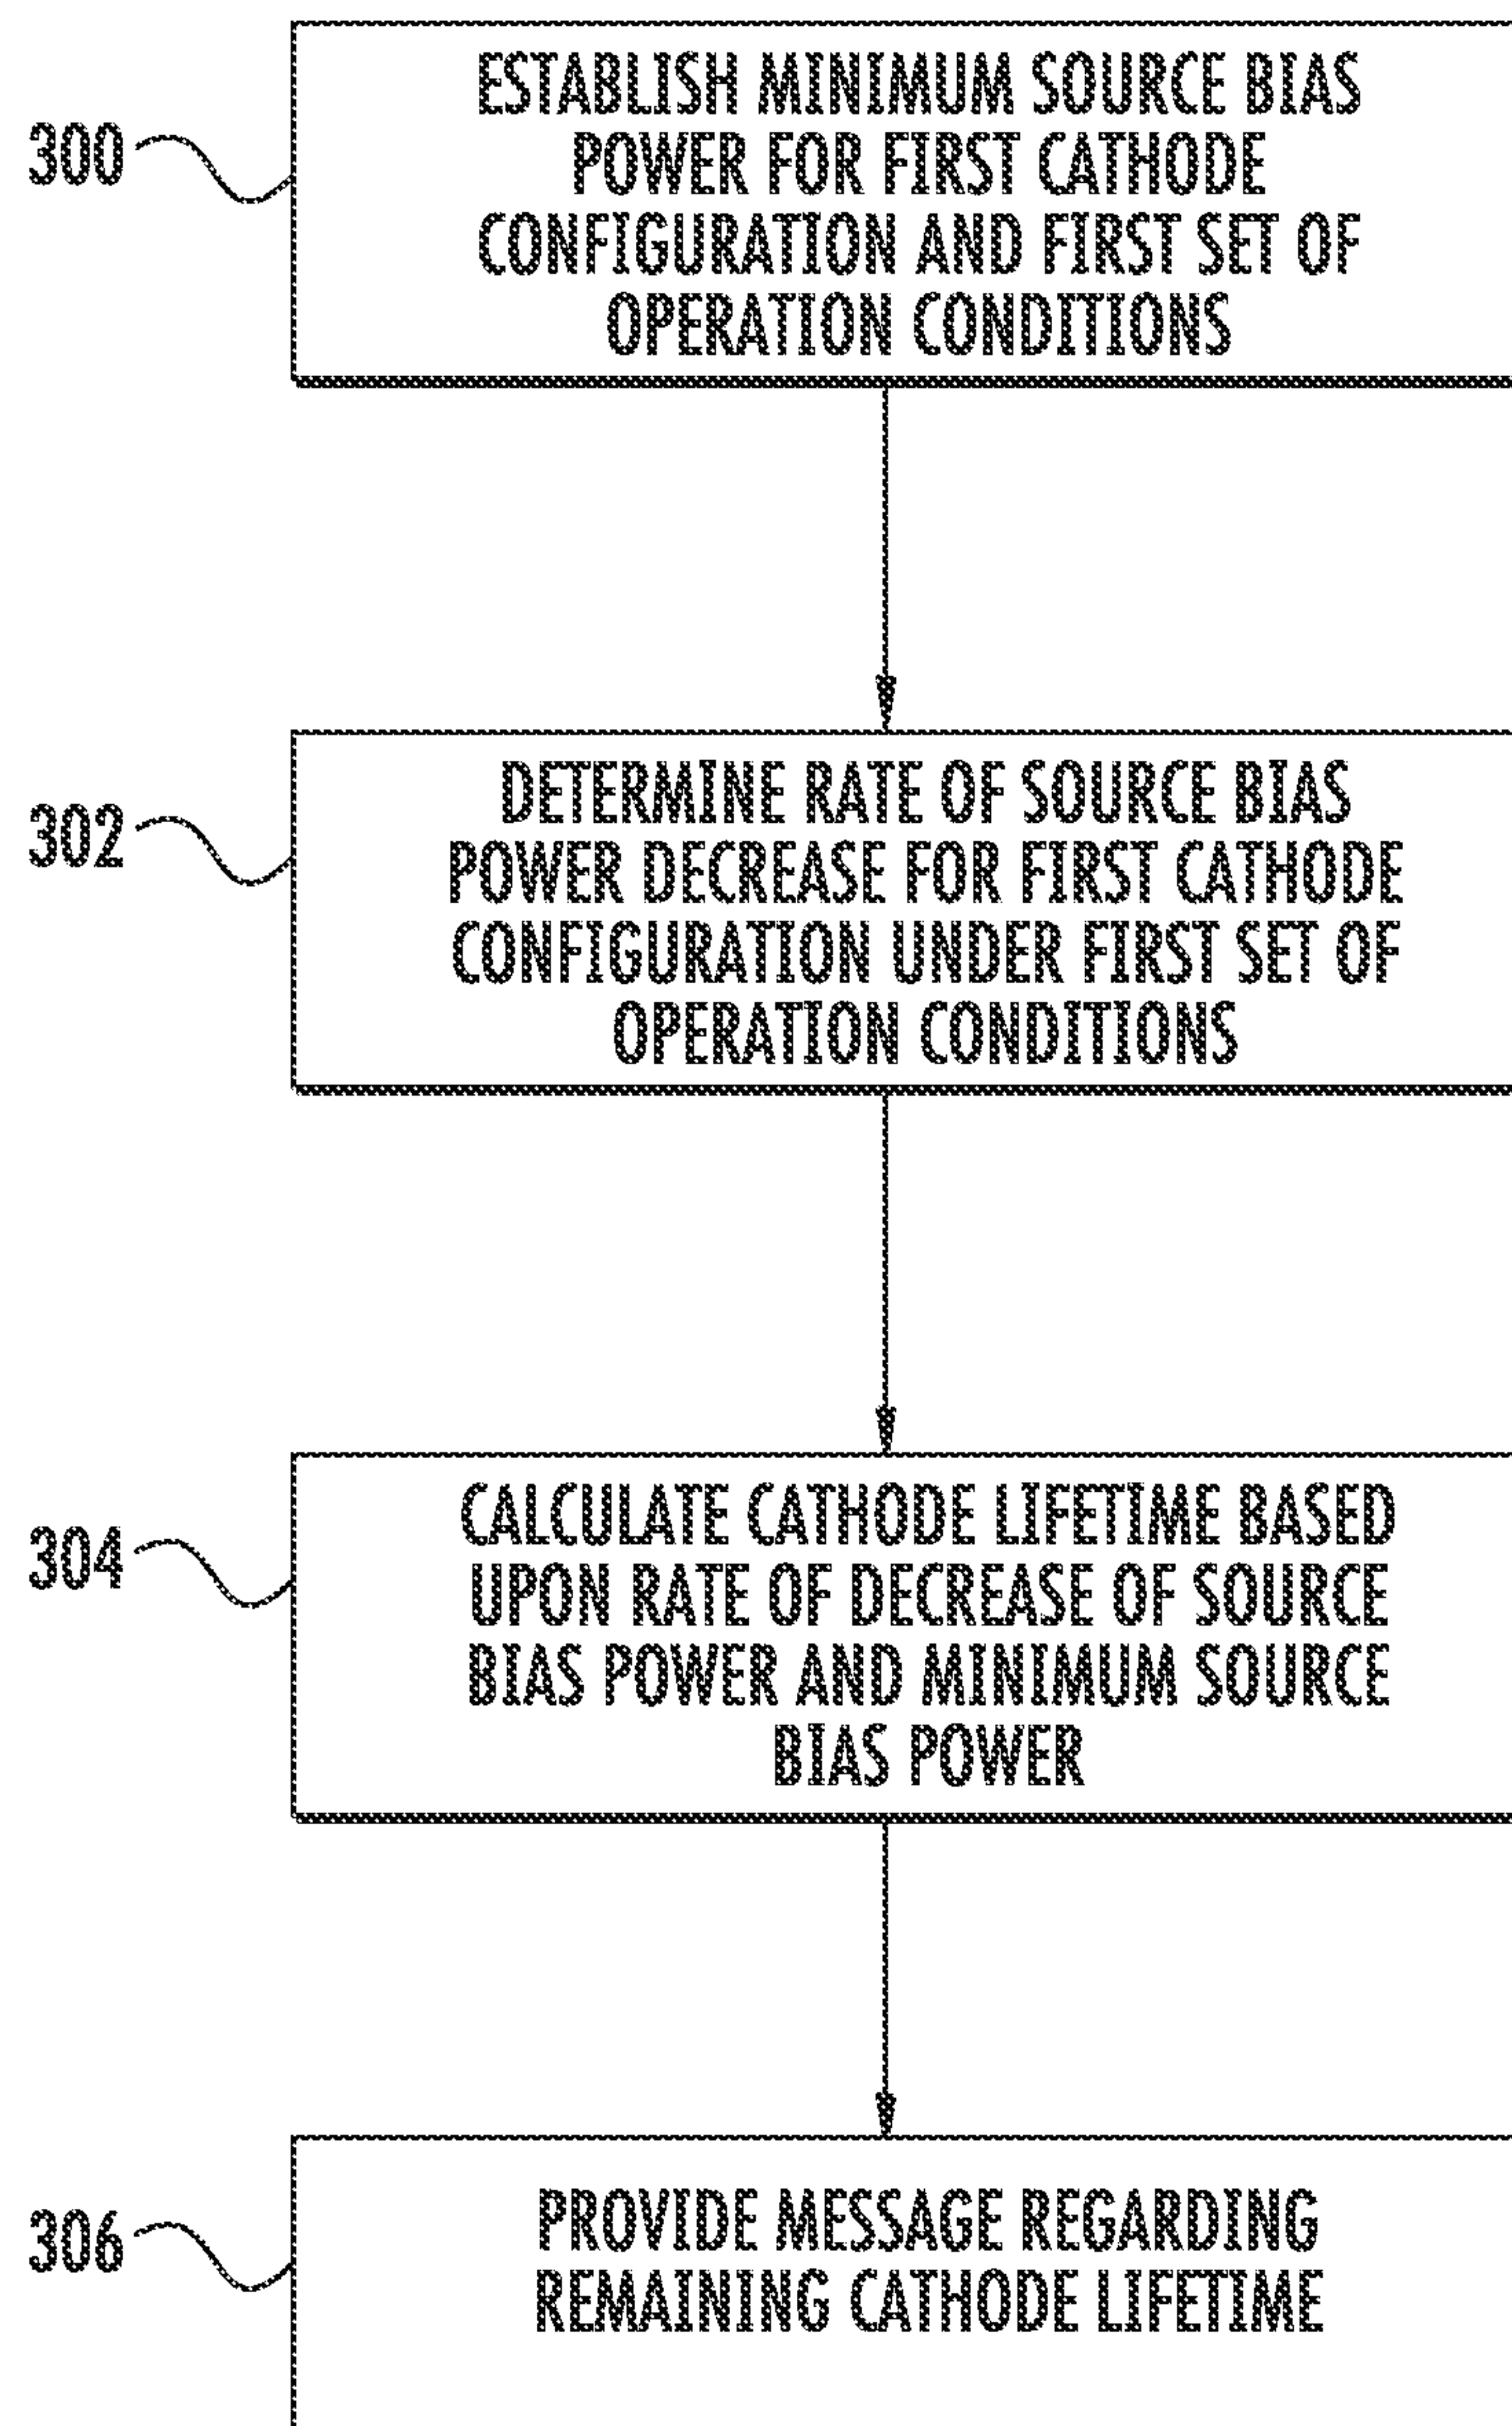 300
ESTABLISH MINIMUM SOURCE BIAS
POWER FOR FIRST CATHODE
CONFIGURATION AND FIRST SET OF
OPERATION CONDITIONS
302
DETERMINE RATE OF SOURCE BIAS
POWER DECREASE FOR FIRST CATHODE
CONFIGURATION UNDER FIRST SET OF
OPERATION CONDITIONS
304
CALCULATE CATHODE LIFETIME BASED
UPON RATE OF DECREASE OF SOURCE
BIAS POWER AND MINIMUM SOURCE
BIAS POWER
306
PROVIDE MESSAGE REGARDING
REMAINING CATHODE LIFETIME